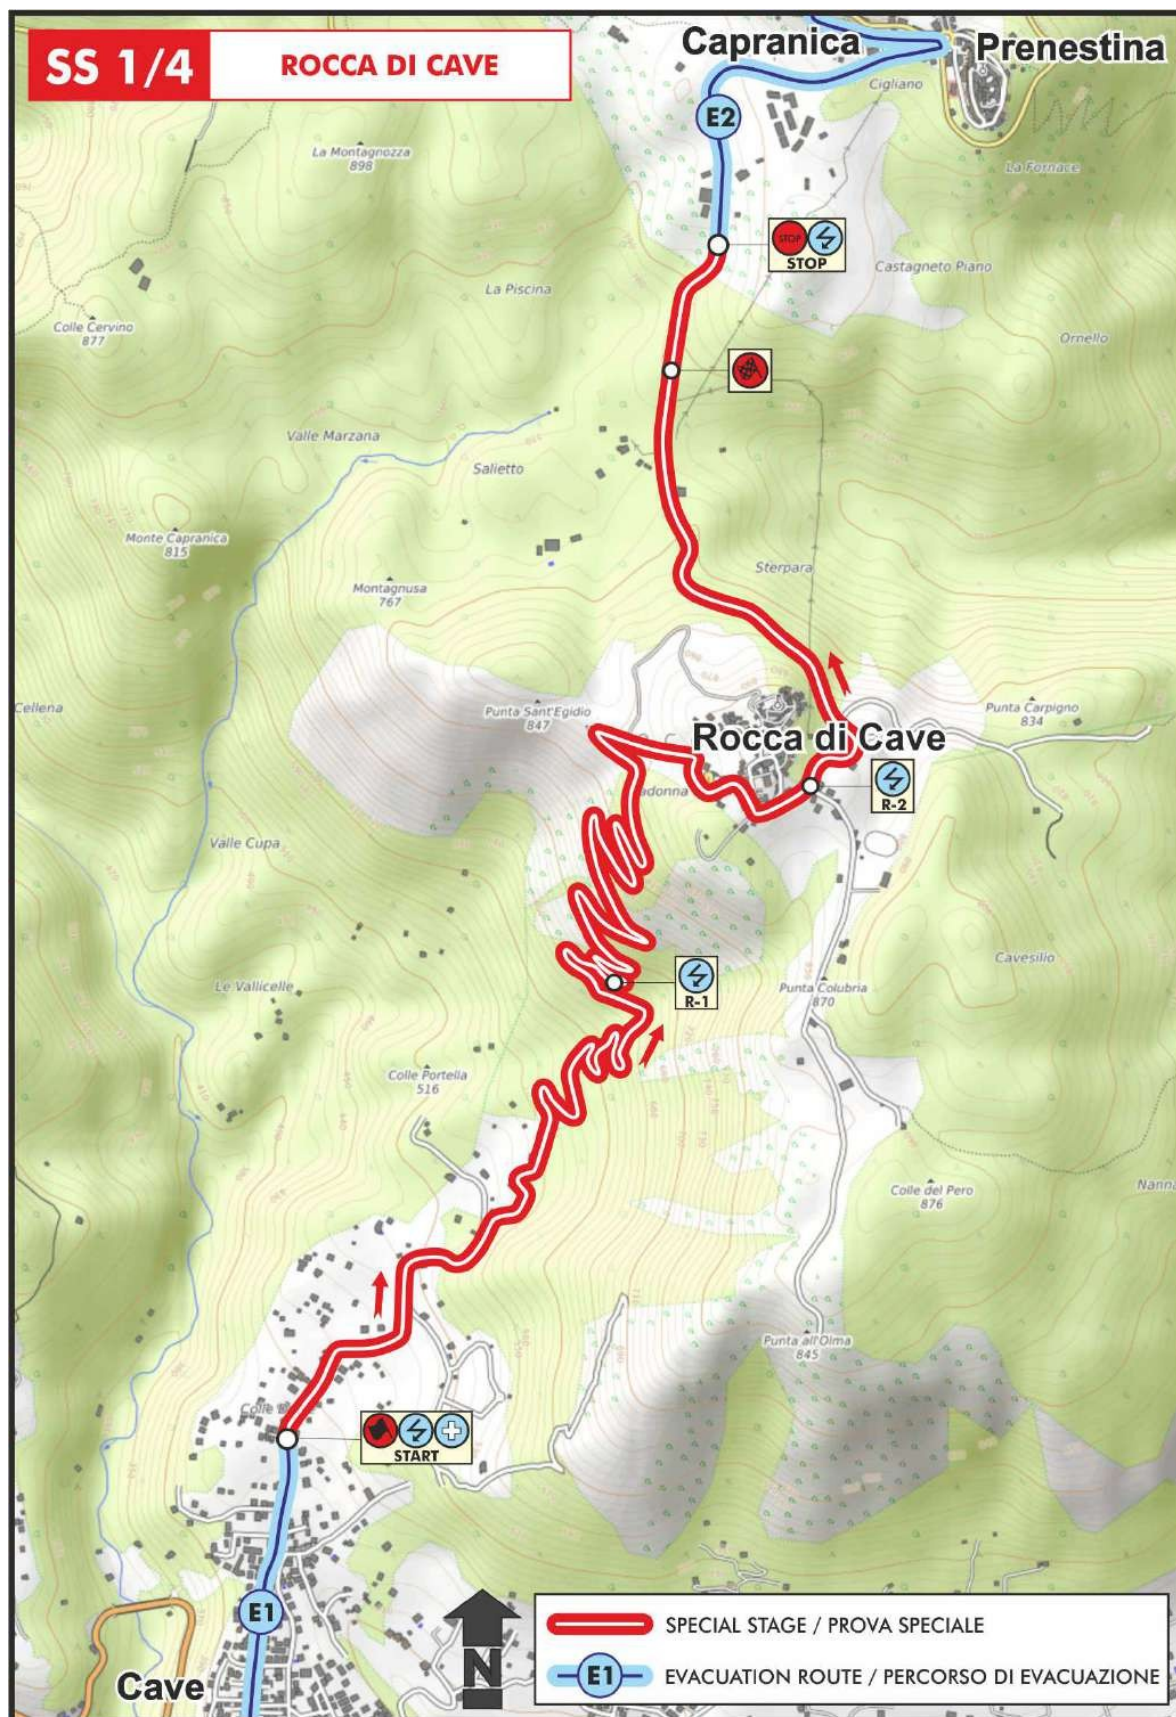 SS 1/4
ROCCA DI CAVE
Capranica
Prenestina
Cigliano
E2
La Montagnozza
898
La Fornace
STOP
STOP
Castagneto Piano
La Piscina
Colle Cervino
877
Ornello
Valle Marzana
Salietto
Monte Capranica
815
Sterpara
Montagnusa
767
Cellena
Punta Sant'Egidio
847
Punta Carpigno
834
Rocca di Cave
adonna
R-2
Valle Cupa
Cavesilio
Le Vallicelle
Punta Colubria
870
R-1
Colle Portella
516
Colle del Pero
876
Nanna
Punta all'Olma
845
Colle
START
E1
Cave
N
SPECIAL STAGE / PROVA SPECIALE
E1
EVACUATION ROUTE / PERCORSO DI EVACUAZIONE